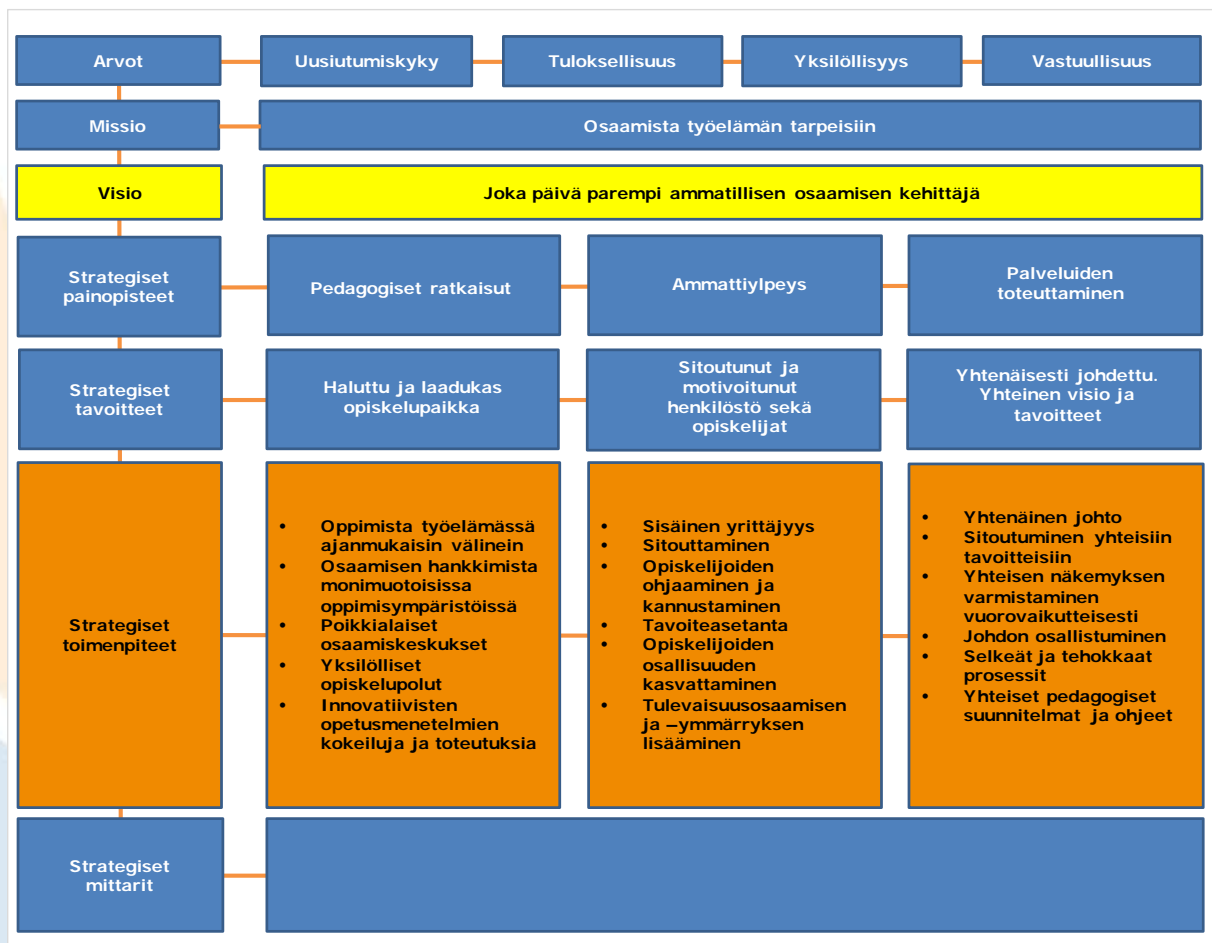 Arvot
Uusiutumiskyky
Tuloksellisuus
Yksilöllisyys
Vastuullisuus
Missio
Osaamista työelämän tarpeisiin
Visio
Joka päivä parempi ammatillisen osaamisen kehittäjä
Strategiset
painopisteet
Pedagogiset ratkaisut
Ammattiylpeys
Palveluiden
toteuttaminen
Strategiset
tavoitteet
Haluttu ja laadukas
opiskelupaikka
Sitoutunut ja
motivoitunut
henkilöstö sekä
opiskelijat
Yhtenäisesti johdettu.
Yhteinen visio ja
tavoitteet
Strategiset
toimenpiteet
• Oppimista työelämässä
ajanmukaisin välinein
• Osaamisen hankkimista
monimuotoisissa
oppimisympäristöissä
• Poikkialaiset
osaamiskeskukset
• Yksilölliset
opiskelupolut
• Innovatiivisten
opetusmenetelmien
kokeiluja ja toteutuksia
• Sisäinen yrittäjyys
• Sitouttaminen
• Opiskelijoiden
ohjaaminen ja
kannustaminen
• Tavoiteasetanta
• Opiskelijoiden
osallisuuden
kasvattaminen
• Tulevaisuusosaamisen
ja –ymmärryksen
lisääminen
• Yhtenäinen johto
• Sitoutuminen yhteisiin
tavoitteisiin
• Yhteisen näkemyksen
varmistaminen
vuorovaikutteisesti
• Johdon osallistuminen
• Selkeät ja tehokkaat
prosessit
• Yhteiset pedagogiset
suunnitelmat ja ohjeet
Strategiset
mittarit